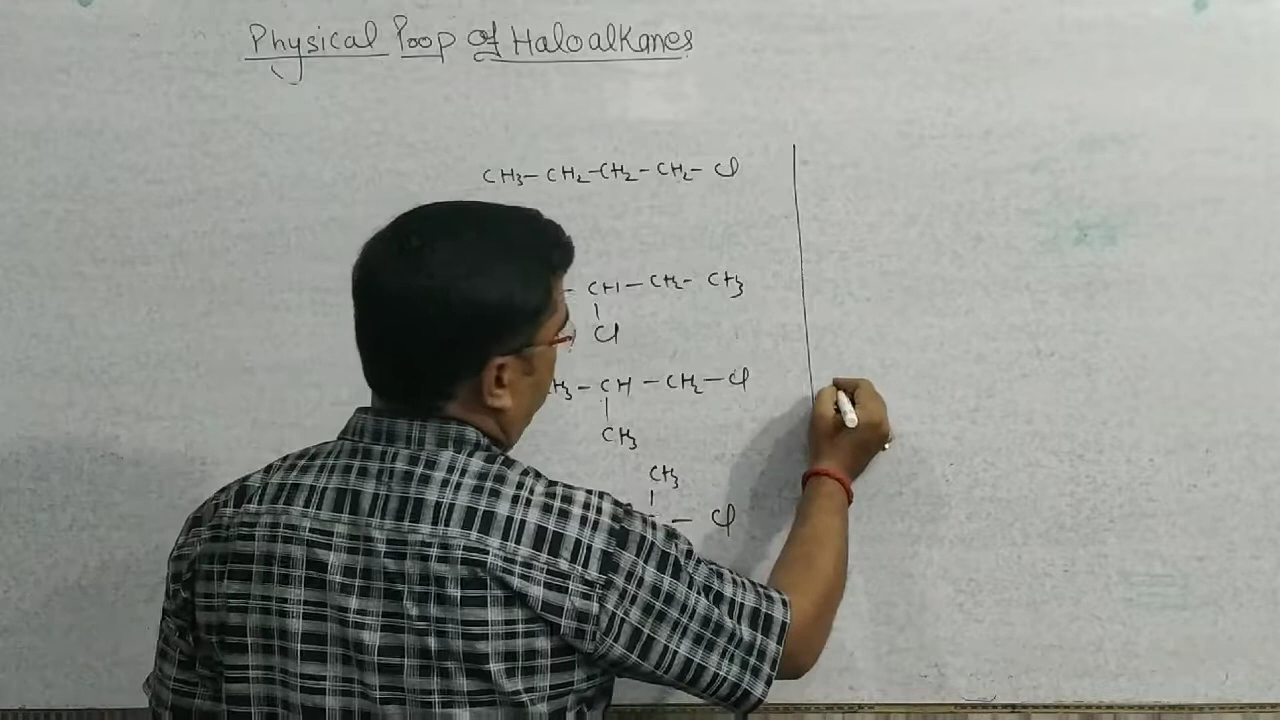 Physical Poop of Haloalkanes
CH3- CH2-CH2- CH2- Cl
- CH - CH2- CH3
|
Cl
H3 - CH - CH2 - Cl
|
CH3
CH3
|
- Cl